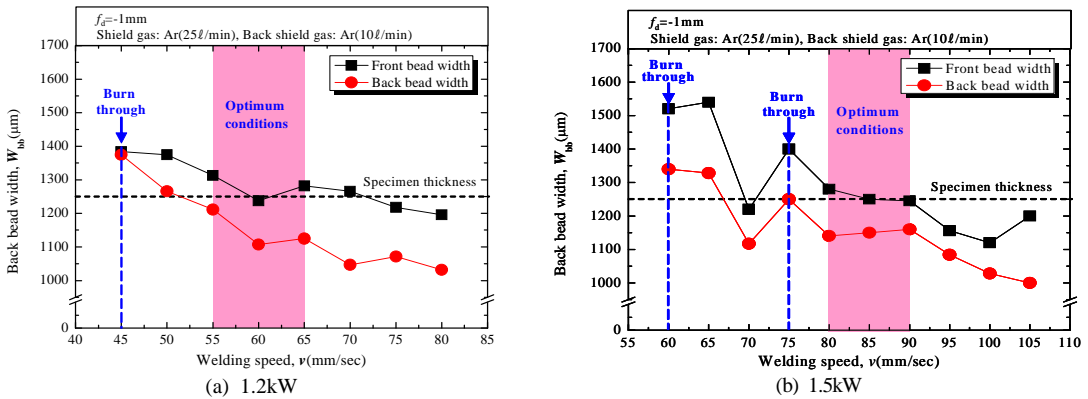 f_d=-1mm
Shield gas: Ar(25ℓ/min), Back shield gas: Ar(10ℓ/min)
1700
1600
1500
1400
1300
1200
1100
1000
0
Back bead width, W_bb(μm)
Front bead width
Back bead width
Burn
through
Optimum
conditions
Specimen thickness
40 45 50 55 60 65 70 75 80 85
Welding speed, v(mm/sec)
(a) 1.2kW
f_d=-1mm
Shield gas: Ar(25ℓ/min), Back shield gas: Ar(10ℓ/min)
1700
1600
1500
1400
1300
1200
1100
1000
0
Back bead width, W_bb(μm)
Front bead width
Back bead width
Burn
through
Burn
through
Optimum
conditions
Specimen thickness
55 60 65 70 75 80 85 90 95 100 105 110
Welding speed, v(mm/sec)
(b) 1.5kW